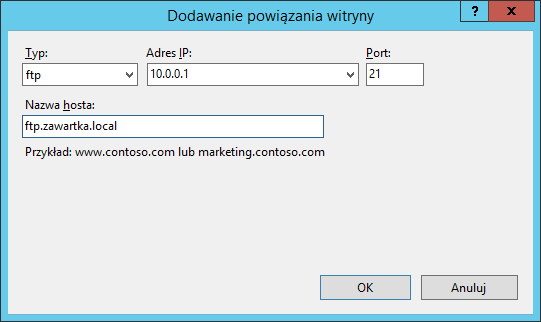 Dodawanie powiązania witryny
?
x
Typ: Adres IP: Port:
ftp 10.0.0.1 21
Nazwa hosta:
ftp.zawartka.local
Przykład: www.contoso.com lub marketing.contoso.com
OK Anuluj